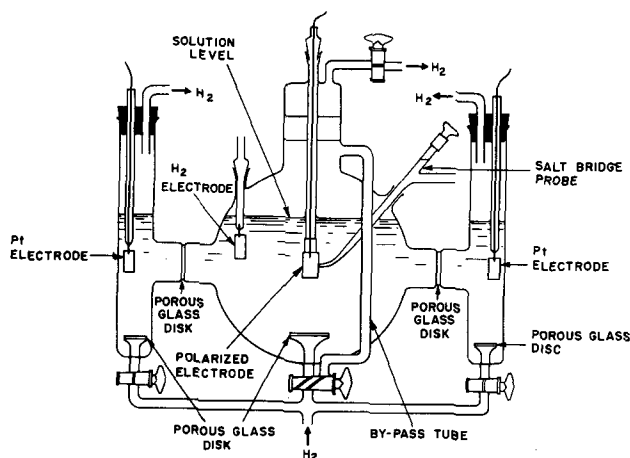 SOLUTION
LEVEL
H2
H2
H2
H2
ELECTRODE
SALT BRIDGE
PROBE
Pt
ELECTRODE
Pt
ELECTRODE
POROUS
GLASS
DISK
POROUS
GLASS
DISK
POLARIZED
ELECTRODE
POROUS GLASS
DISC
POROUS GLASS
DISK
BY-PASS TUBE
H2